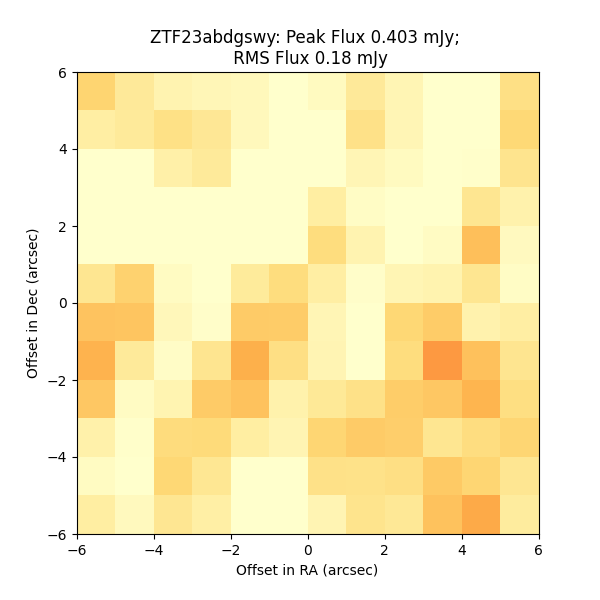 ZTF23abdgswy: Peak Flux 0.403 mJy;
RMS Flux 0.18 mJy
6
4
2
0
−2
−4
−6
Offset in Dec (arcsec)
−6 −4 −2 0 2 4 6
Offset in RA (arcsec)